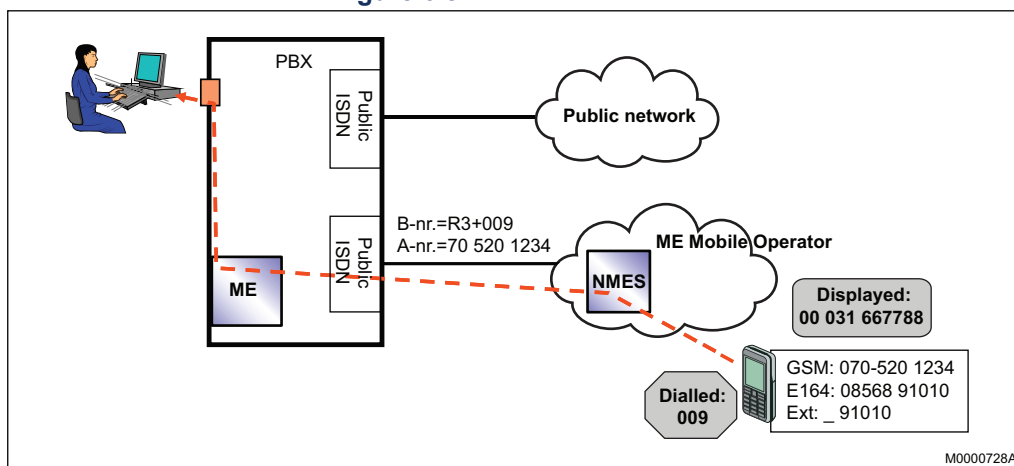 PBX
Public
ISDN
Public network
B-nr.=R3+009
A-nr.=70 520 1234
Public
ISDN
ME Mobile Operator
ME
NMES
Displayed:
00 031 667788
GSM: 070-520 1234
E164: 08568 91010
Ext: _ 91010
Dialled:
009
M0000728A